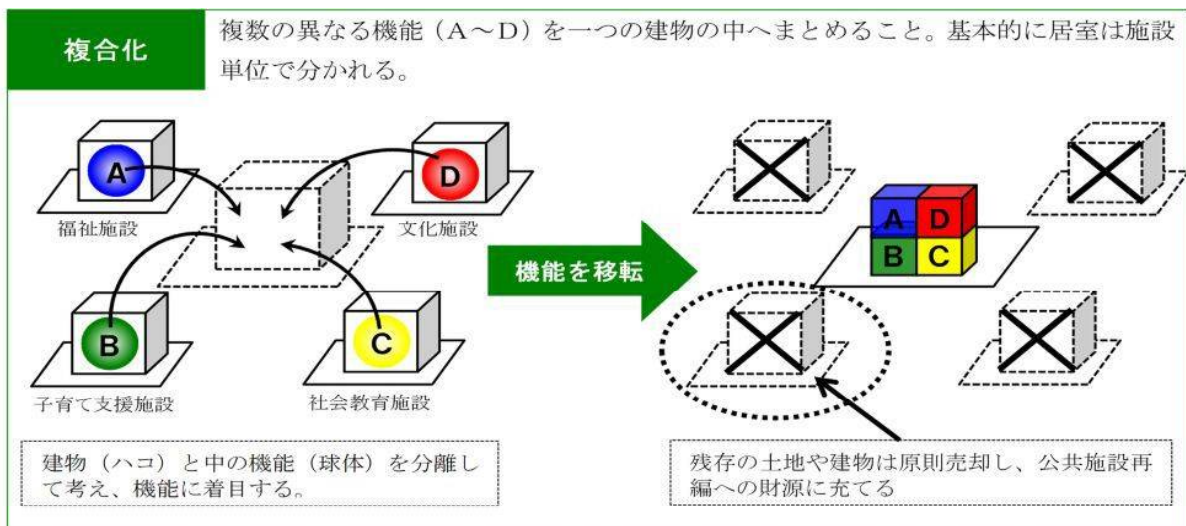 複合化
複数の異なる機能（A～D）を一つの建物の中へまとめること。基本的に居室は施設
単位で分かれる。
A
福祉施設
D
文化施設
B
子育て支援施設
C
社会教育施設
機能を移転
A D
B C
建物（ハコ）と中の機能（球体）を分離し
て考え、機能に着目する。
残存の土地や建物は原則売却し、公共施設再
編への財源に充てる